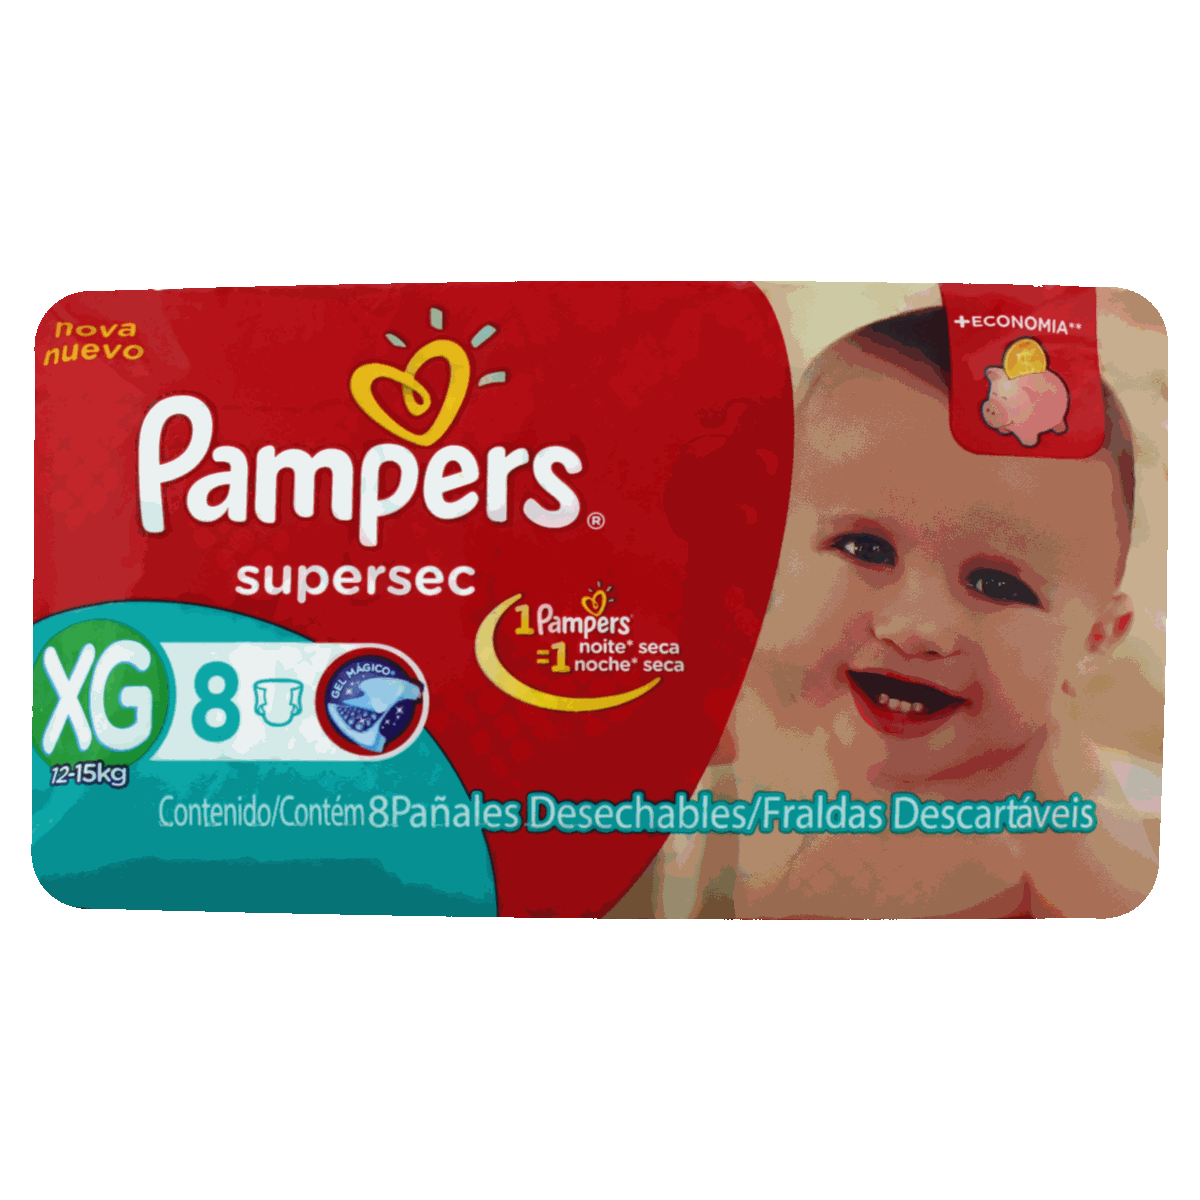 nova
nuevo
+ECONOMIA**
Pampers®
supersec
1 Pampers
noite* seca
=1 noche* seca
XG 8
GEL MÁGICO®
12-15kg
Contenido/Contém 8 Pañales Desechables/Fraldas Descartáveis